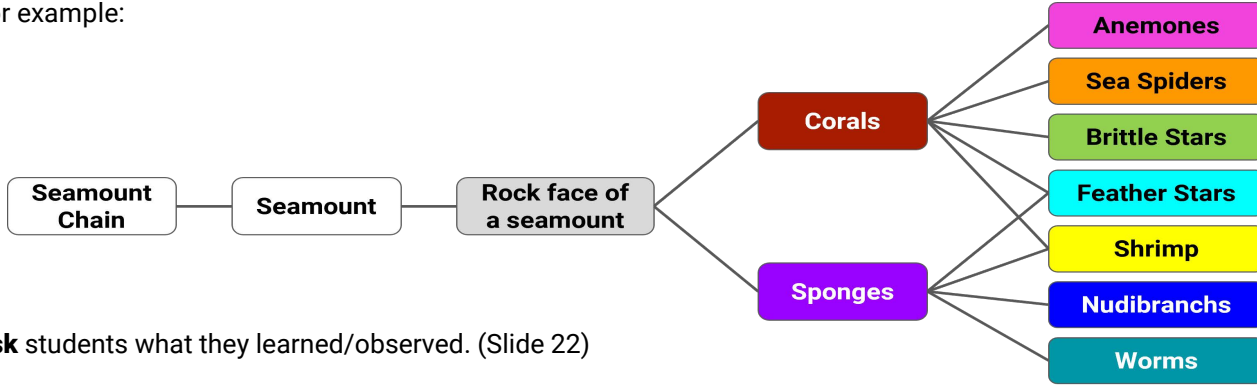 r example:
Anemones
Sea Spiders
Corals
Brittle Stars
Seamount
Chain
Seamount
Rock face of
a seamount
Feather Stars
Shrimp
Sponges
Nudibranchs
Worms
sk students what they learned/observed. (Slide 22)